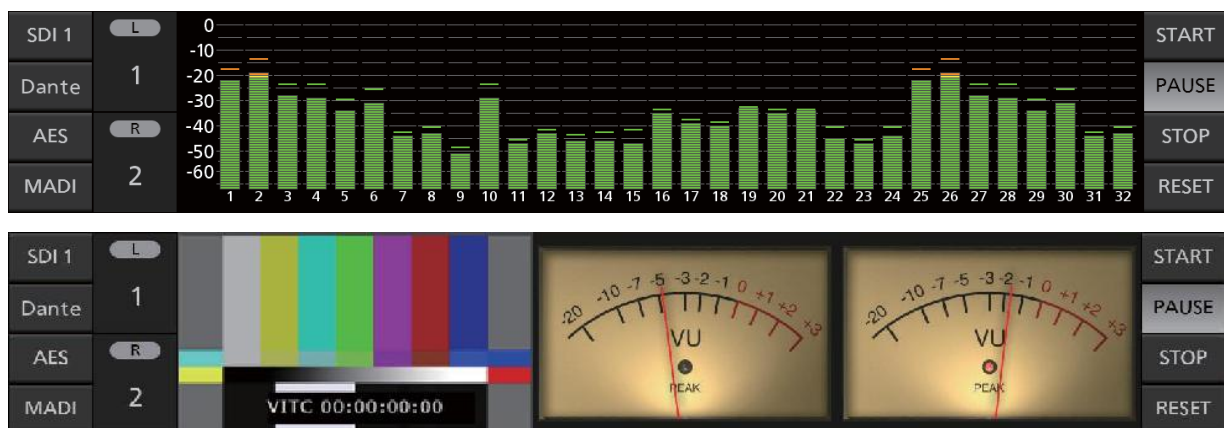 SDI 1
Dante
AES
MADI
L
1
R
2
0
-10
-20
-30
-40
-50
-60
1 2 3 4 5 6 7 8 9 10 11 12 13 14 15 16 17 18 19 20 21 22 23 24 25 26 27 28 29 30 31 32
START
PAUSE
STOP
RESET
SDI 1
Dante
AES
MADI
L
1
R
2
VITC 00:00:00:00
-20 -10 -7 -5 -3 -2 -1 0 +1 +2 +3
VU
PEAK
-20 -10 -7 -5 -3 -2 -1 0 +1 +2 +3
VU
PEAK
START
PAUSE
STOP
RESET